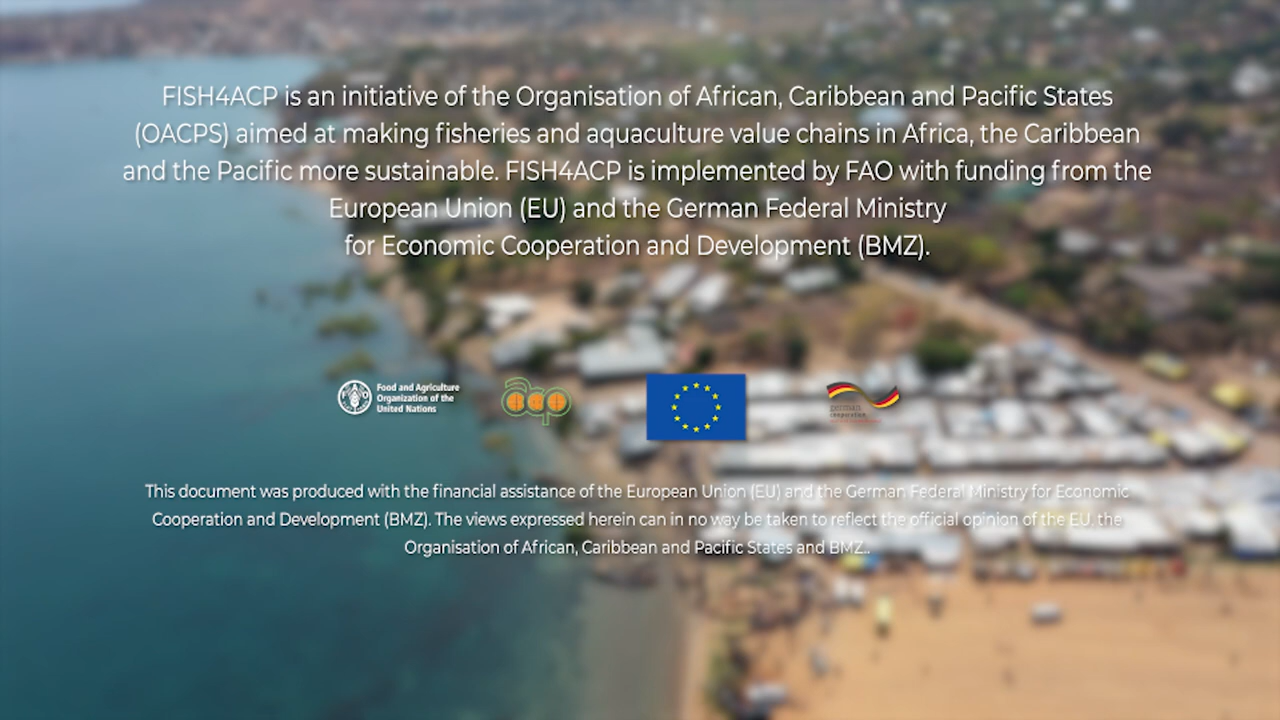 FISH4ACP is an initiative of the Organisation of African, Caribbean and Pacific States
(OACPS) aimed at making fisheries and aquaculture value chains in Africa, the Caribbean
and the Pacific more sustainable. FISH4ACP is implemented by FAO with funding from the
European Union (EU) and the German Federal Ministry
for Economic Cooperation and Development (BMZ).
Food and Agriculture
Organization of the
United Nations
acp
german
cooperation
This document was produced with the financial assistance of the European Union (EU) and the German Federal Ministry for Economic
Cooperation and Development (BMZ). The views expressed herein can in no way be taken to reflect the official opinion of the EU, the
Organisation of African, Caribbean and Pacific States and BMZ..